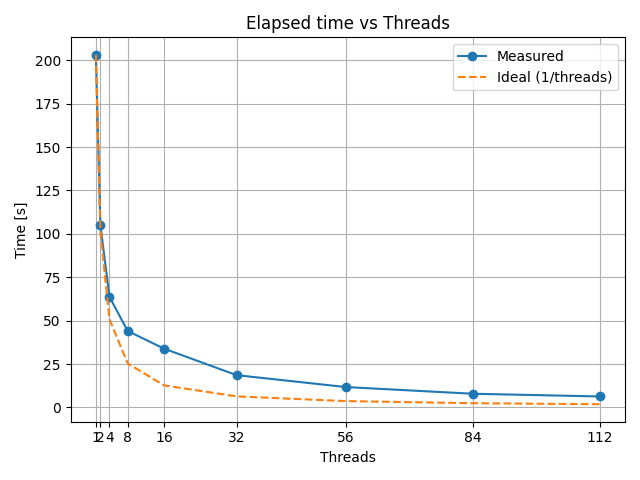 Elapsed time vs Threads
Measured
Ideal (1/threads)
200
175
150
125
100
75
50
25
0
Time [s]
1 2 4 8 16 32 56 84 112
Threads